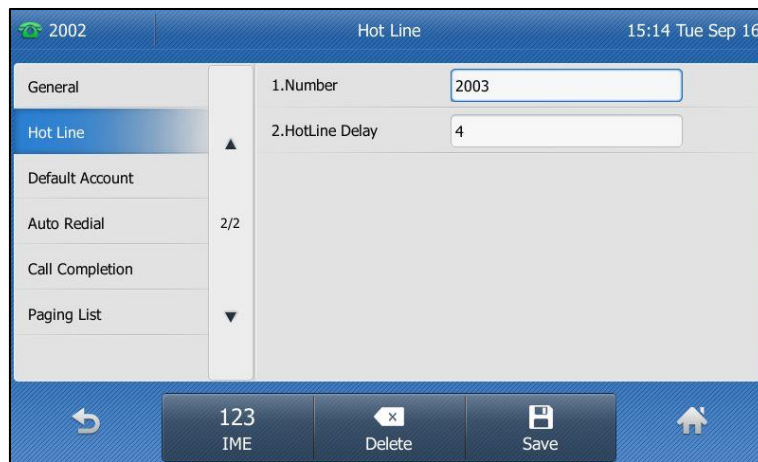 2002 Hot Line 15:14 Tue Sep 16
General
Hot Line
Default Account
Auto Redial
Call Completion
Paging List
2/2
1.Number 2003
2.HotLine Delay 4
123
IME
Delete
Save